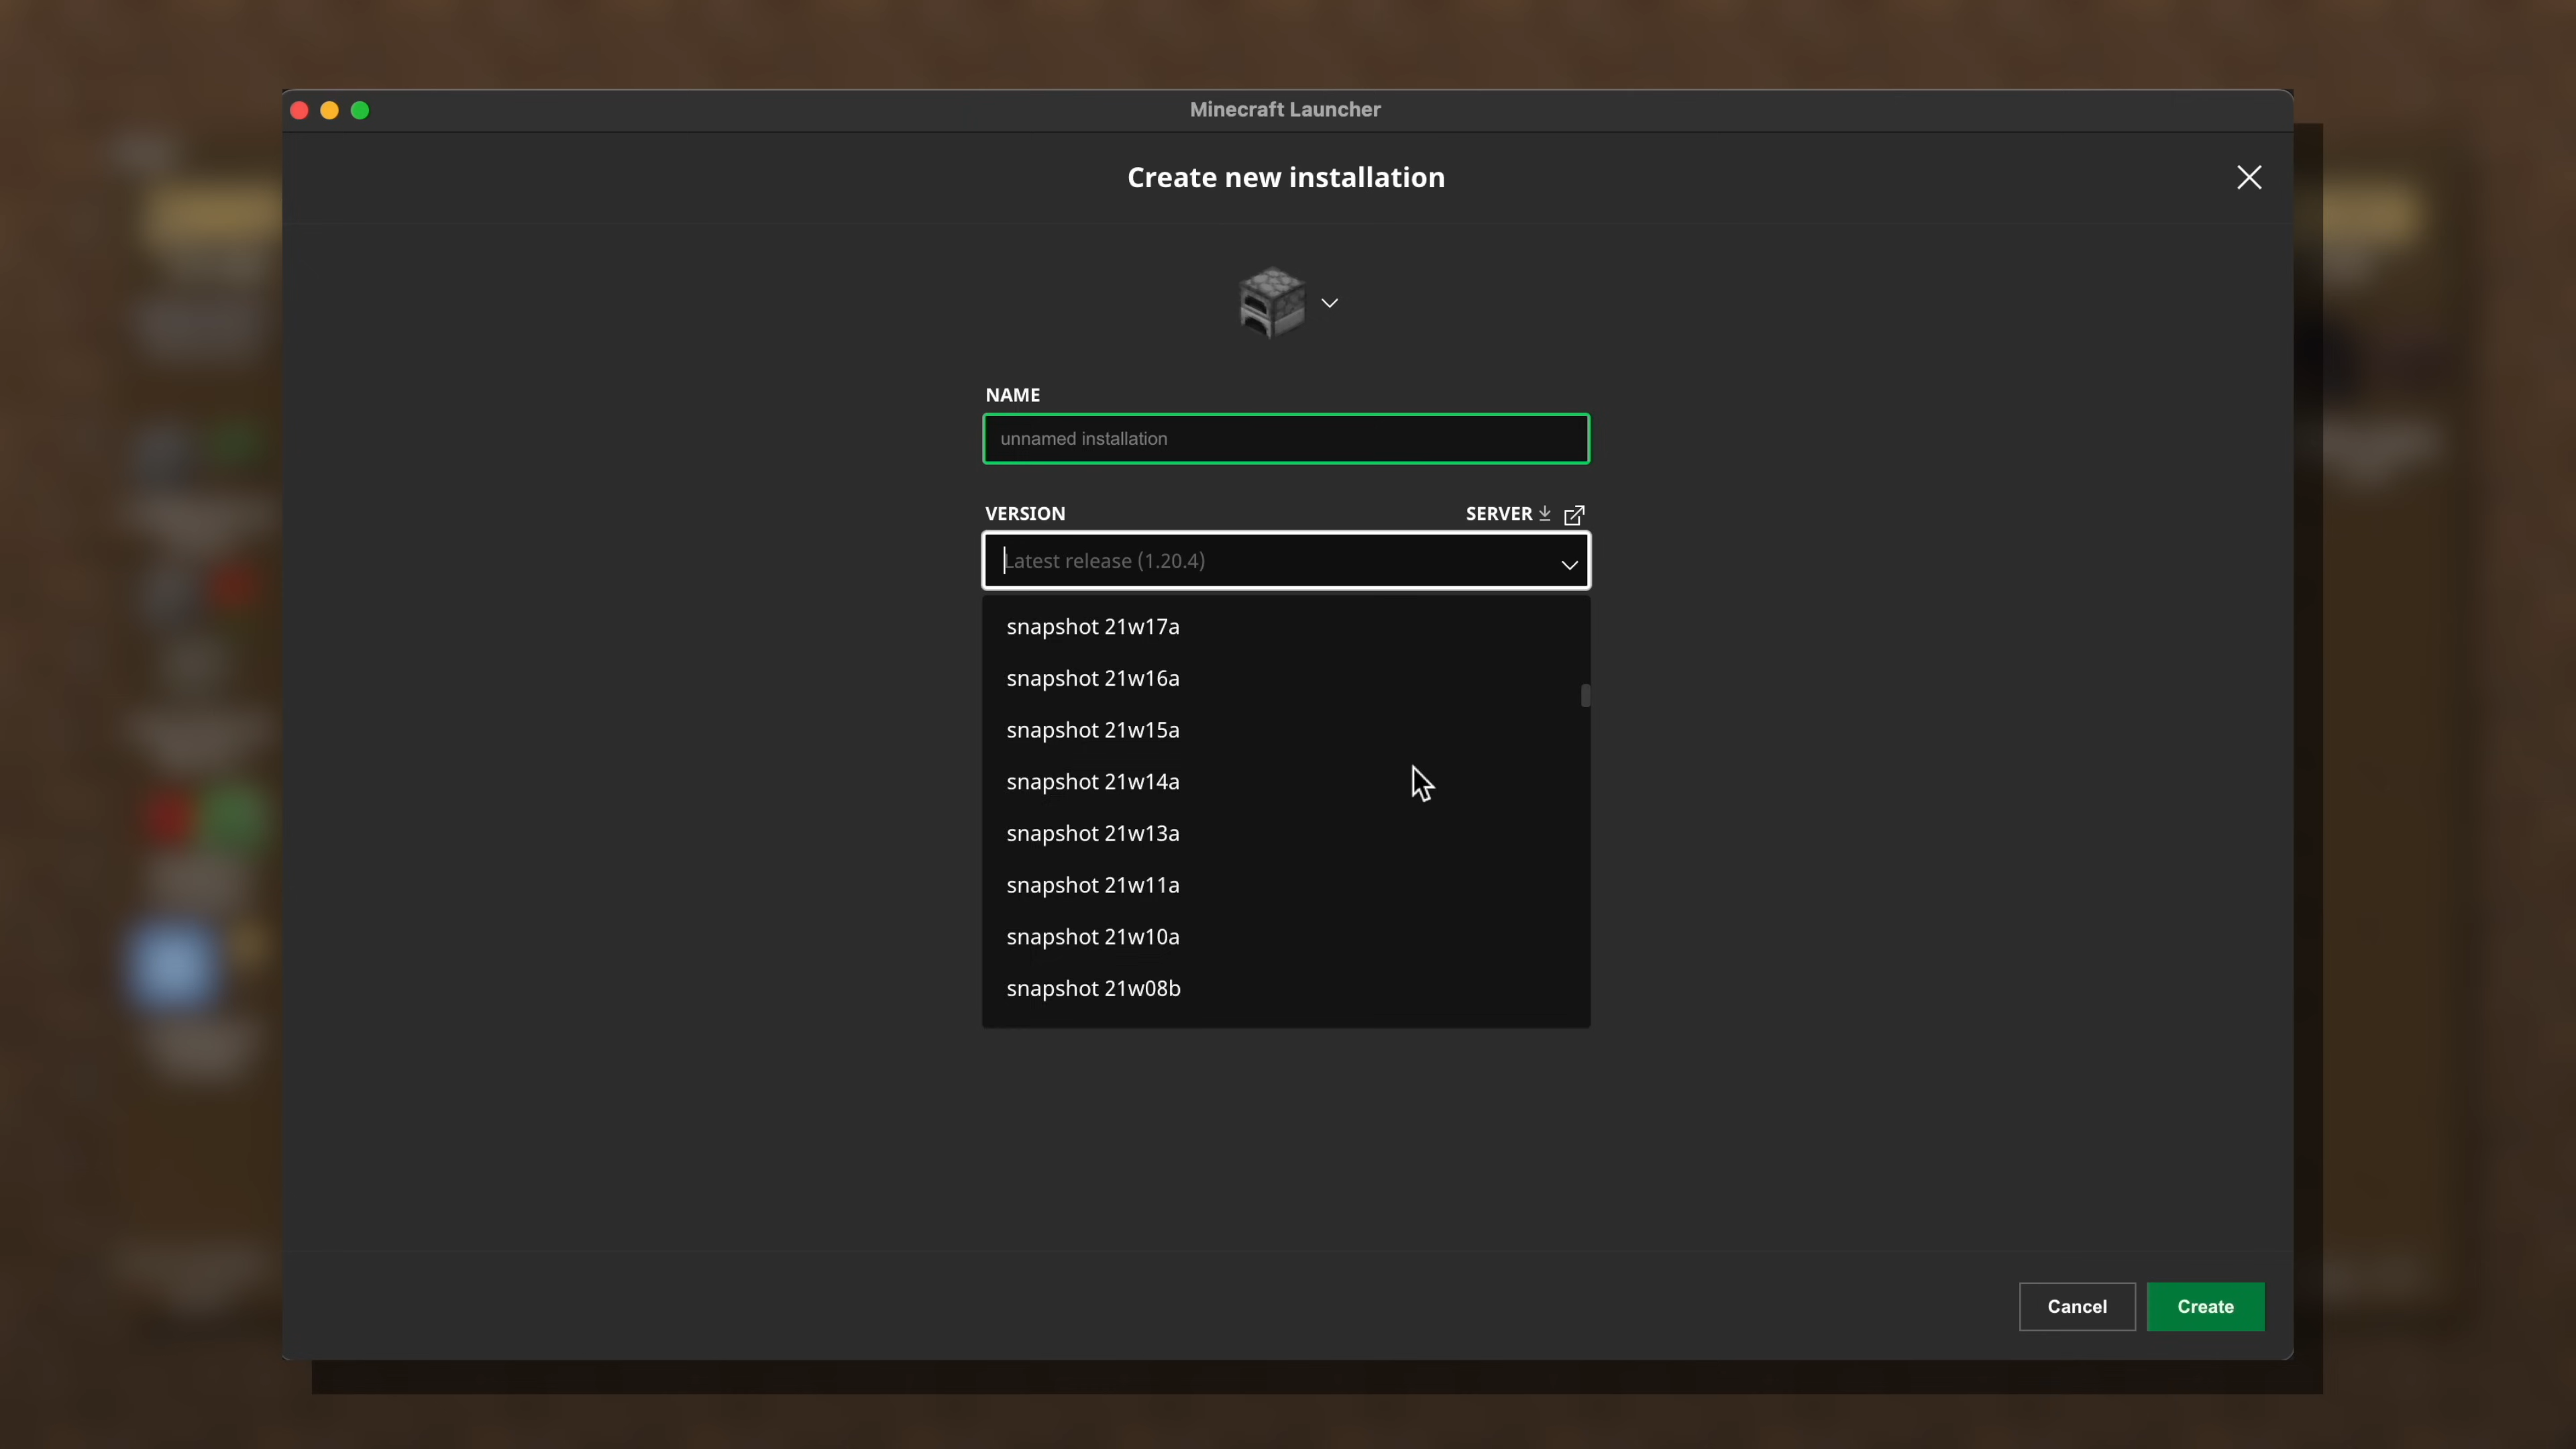 Minecraft Launcher
Create new installation
NAME
unnamed installation
VERSION
SERVER
Latest release (1.20.4)
snapshot 21w17a
snapshot 21w16a
snapshot 21w15a
snapshot 21w14a
snapshot 21w13a
snapshot 21w11a
snapshot 21w10a
snapshot 21w08b
Cancel
Create